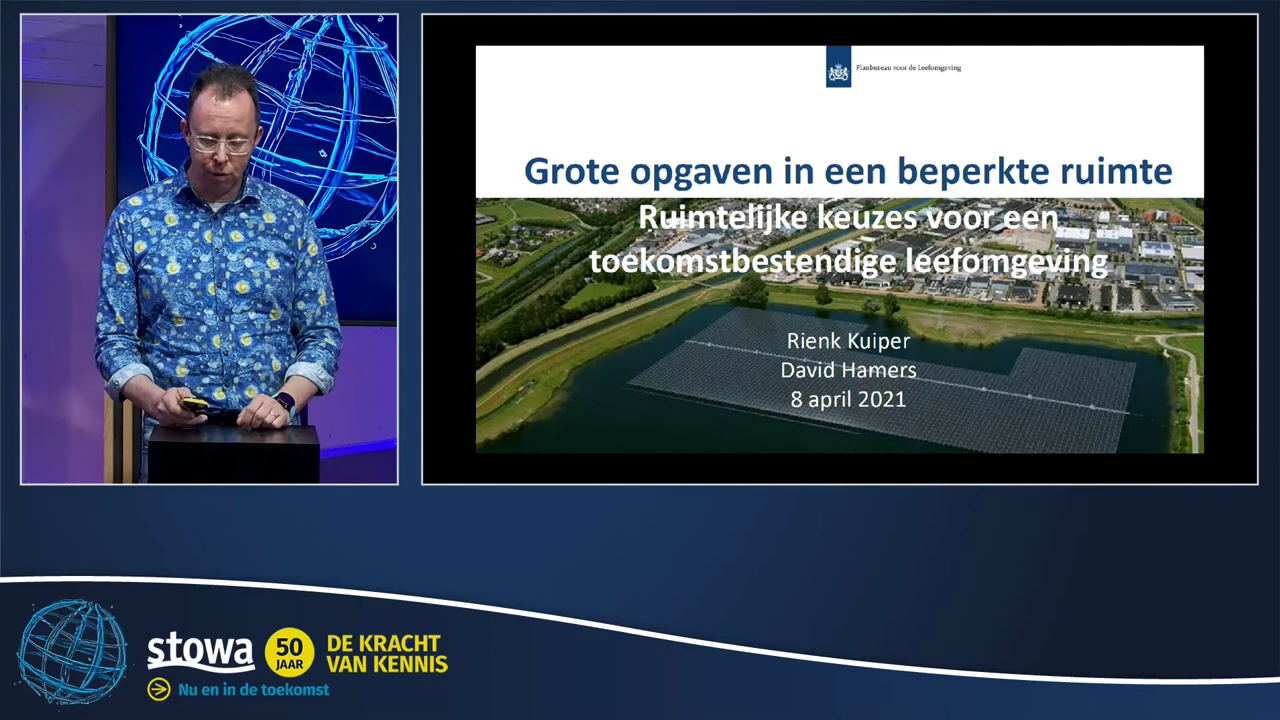 Planbureau voor de Leefomgeving
Grote opgaven in een beperkte ruimte
Ruimtelijke keuzes voor een
toekomstbestendige leefomgeving
Rienk Kuiper
David Hamers
8 april 2021
stowa
50
JAAR
DE KRACHT
VAN KENNIS
Nu en in de toekomst